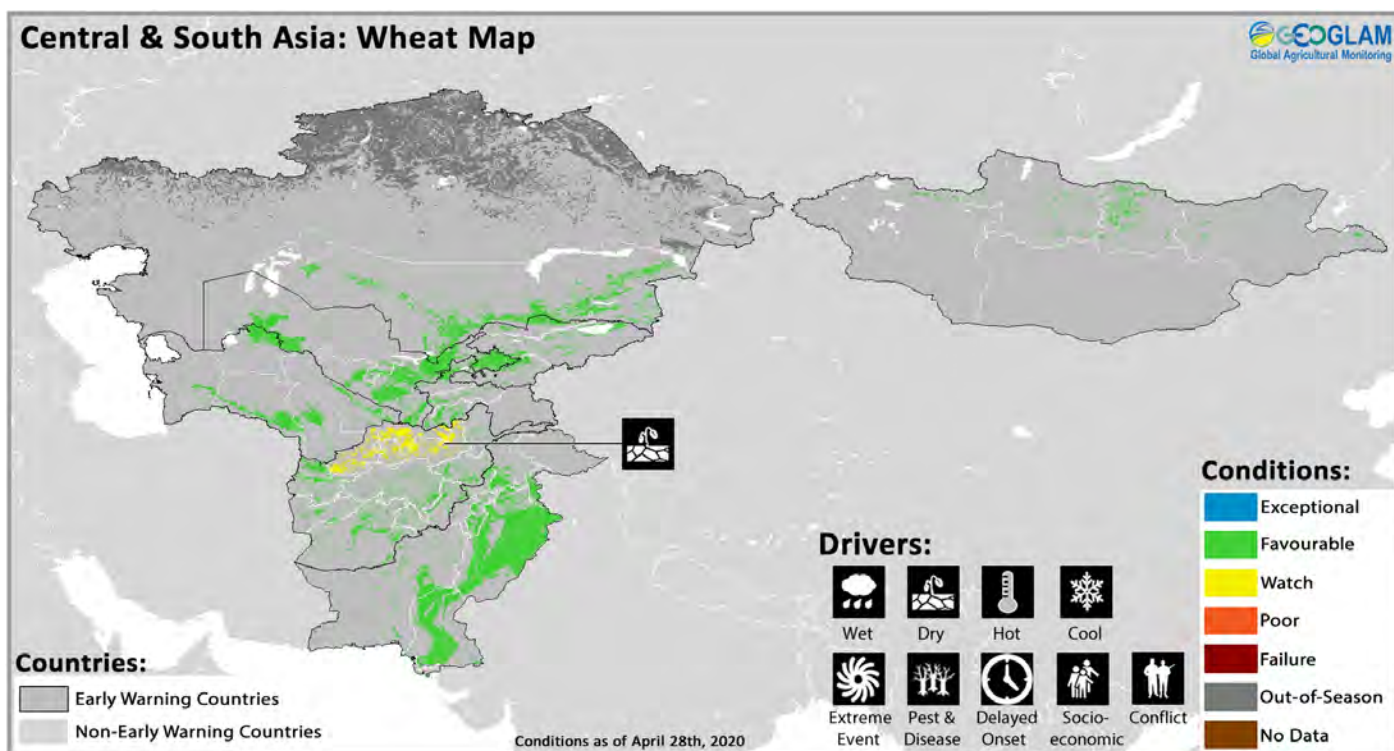 Central & South Asia: Wheat Map
GEOGLAM
Global Agricultural Monitoring
Conditions:
Exceptional
Favourable
Watch
Poor
Failure
Out-of-Season
No Data
Drivers:
Wet
Dry
Hot
Cool
Extreme
Event
Pest &
Disease
Delayed
Onset
Socio-
economic
Conflict
Countries:
Early Warning Countries
Non-Early Warning Countries
Conditions as of April 28th, 2020